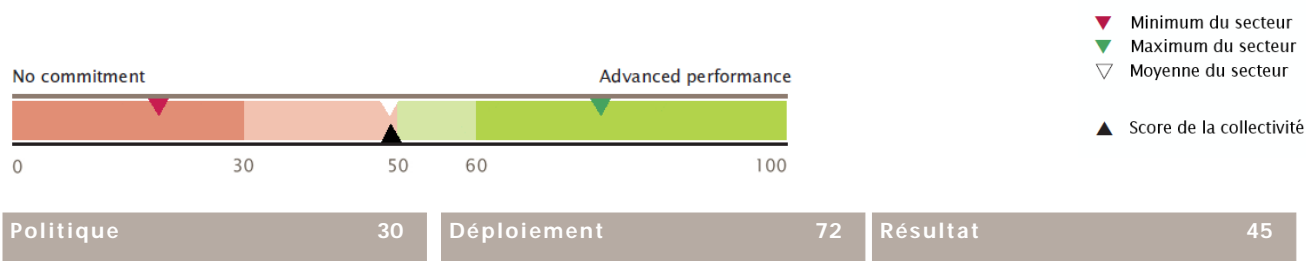 Minimum du secteur
Maximum du secteur
Moyenne du secteur
Score de la collectivité
No commitment Advanced performance
0 30 50 60 100
Politique 30 Déploiement 72 Résultat 45